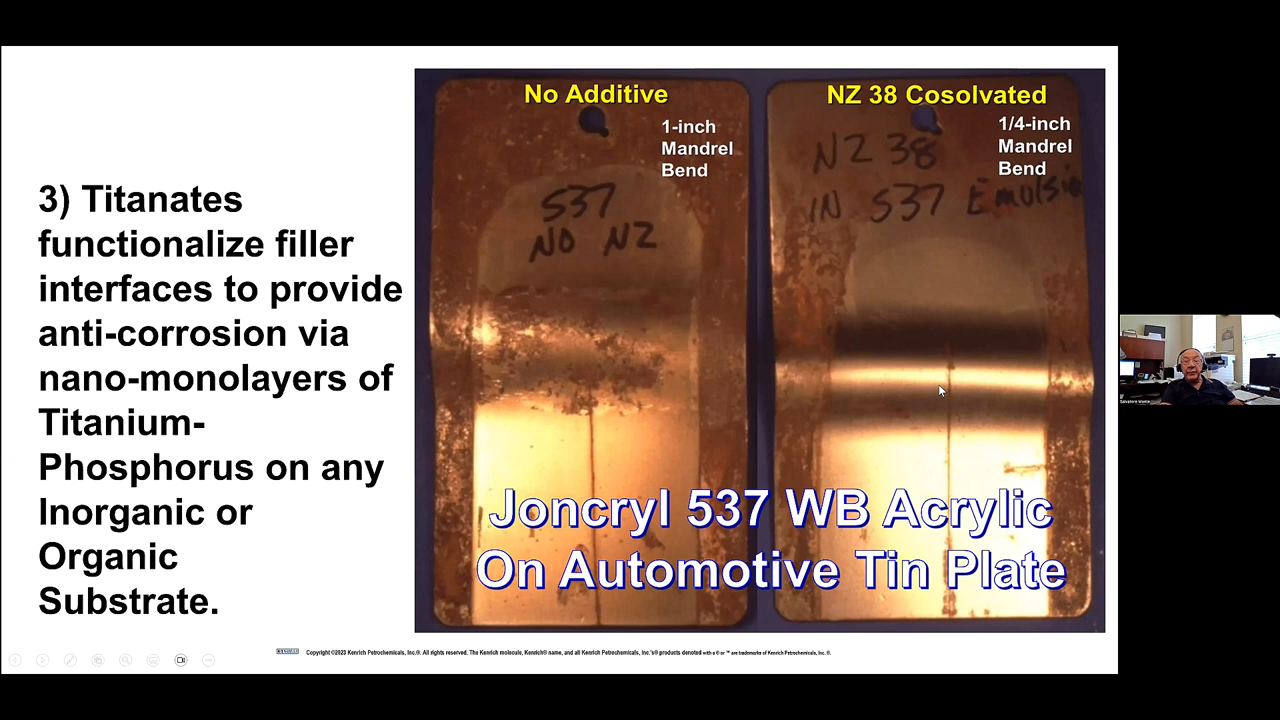 3) Titanates
functionalize filler
interfaces to provide
anti-corrosion via
nano-monolayers of
Titanium-
Phosphorus on any
Inorganic or
Organic
Substrate.
No Additive
1-inch
Mandrel
Bend
537
NO NZ
NZ 38 Cosolvated
1/4-inch
Mandrel
Bend
NZ 38
IN 537 Emulsion
Joncryl 537 WB Acrylic
On Automotive Tin Plate
Copyright ©2023 Kenrich Petrochemicals, Inc.®. All rights reserved. The Kenrich molecule, Kenrich® name, and all Kenrich Petrochemicals, Inc.'s® products denoted with a ® or ™ are trademarks of Kenrich Petrochemicals, Inc. ®.